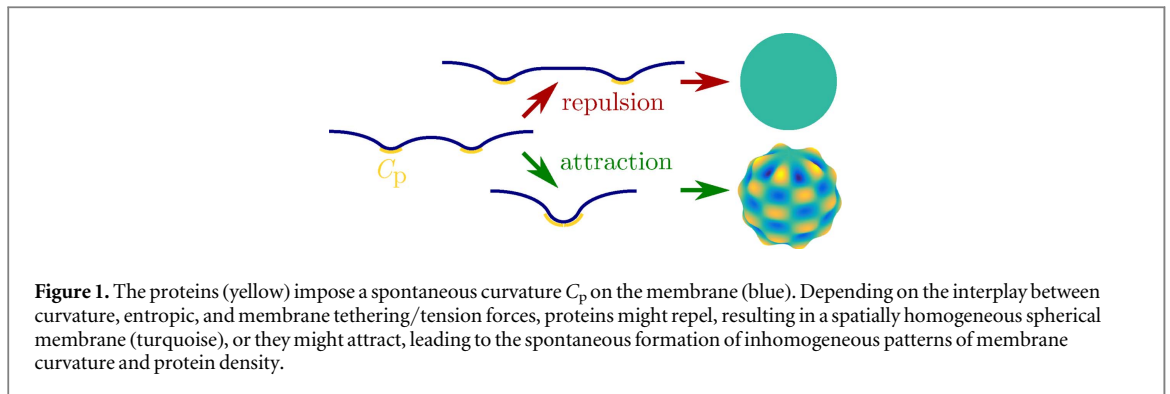 repulsion
C_p
attraction
Figure 1. The proteins (yellow) impose a spontaneous curvature C_p on the membrane (blue). Depending on the interplay between
curvature, entropic, and membrane tethering/tension forces, proteins might repel, resulting in a spatially homogeneous spherical
membrane (turquoise), or they might attract, leading to the spontaneous formation of inhomogeneous patterns of membrane
curvature and protein density.